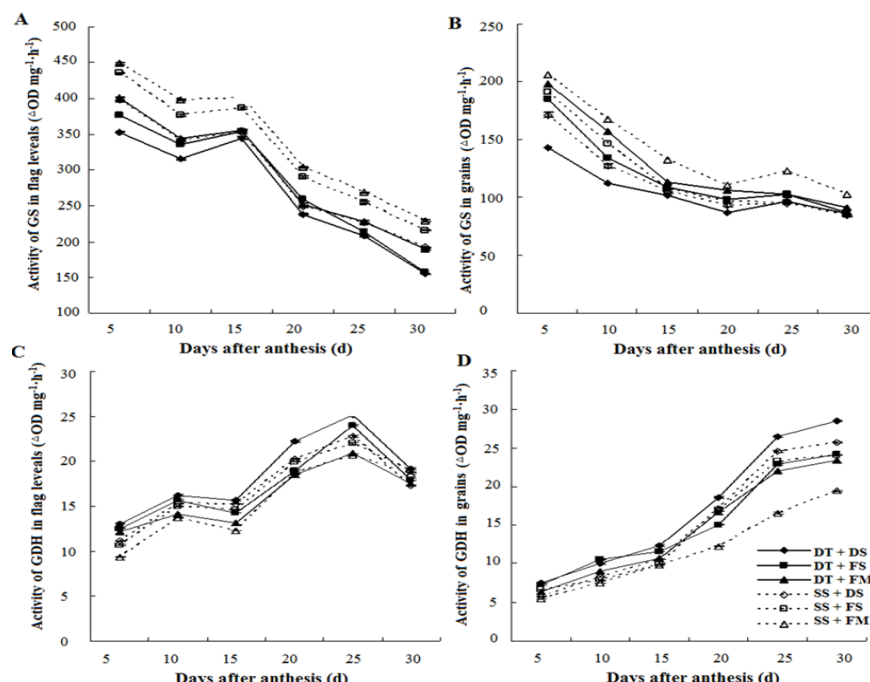 A
Activity of GS in flag leveles (△OD mg⁻¹·h⁻¹)
500
450
400
350
300
250
200
150
100
5 10 15 20 25 30
Days after anthesis (d)
B
Activity of GS in grains (△OD mg⁻¹·h⁻¹)
250
200
150
100
50
0
5 10 15 20 25 30
Days after anthesis (d)
C
Activity of GDH in flag leveles (△OD mg⁻¹·h⁻¹)
30
25
20
15
10
5
0
5 10 15 20 25 30
Days after anthesis (d)
D
Activity of GDH in grains (△OD mg⁻¹·h⁻¹)
35
30
25
20
15
10
5
0
5 10 15 20 25 30
Days after anthesis (d)
DT + DS
DT + FS
DT + FM
SS + DS
SS + FS
SS + FM